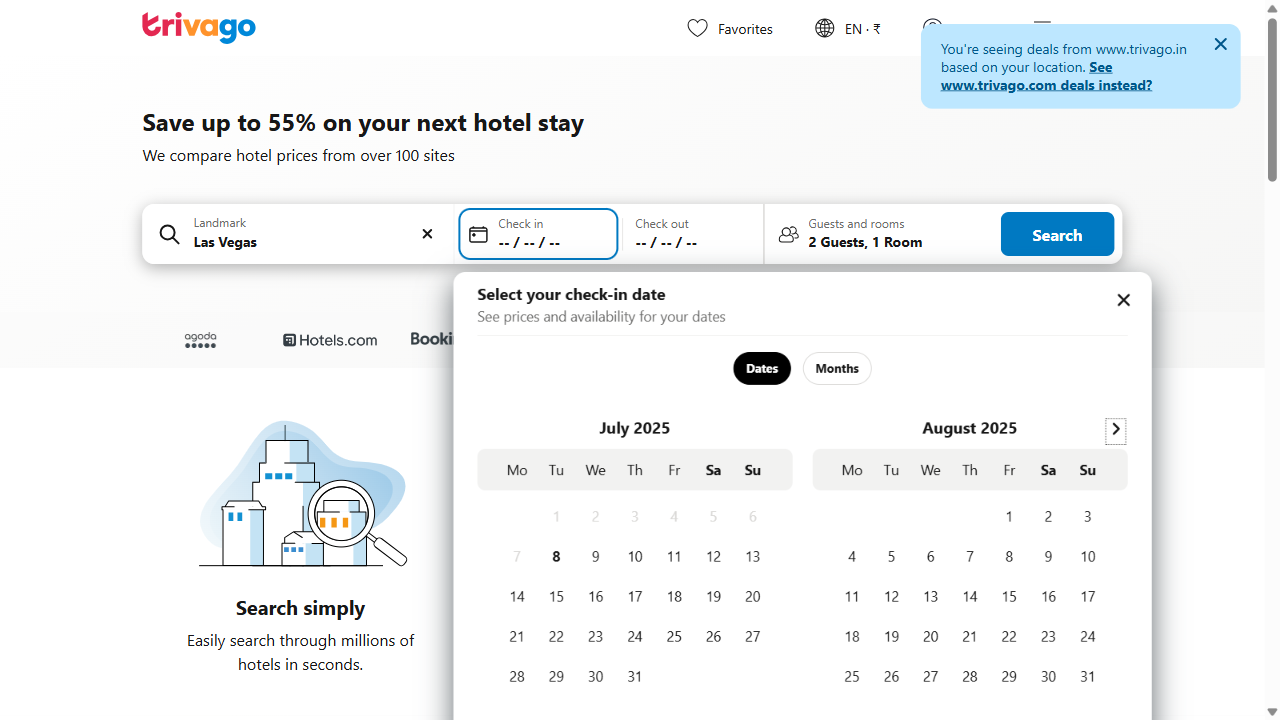 trivago
Favorites
EN · ₹
You're seeing deals from www.trivago.in
based on your location. See
www.trivago.com deals instead?
Save up to 55% on your next hotel stay
We compare hotel prices from over 100 sites
Landmark
Las Vegas
Check in
-- / -- / --
Check out
-- / -- / --
Guests and rooms
2 Guests, 1 Room
Search
Select your check-in date
See prices and availability for your dates
agoda
Hotels.com
Booki
Dates
Months
July 2025
Mo Tu We Th Fr Sa Su
1 2 3 4 5 6
7 8 9 10 11 12 13
14 15 16 17 18 19 20
21 22 23 24 25 26 27
28 29 30 31
August 2025
Mo Tu We Th Fr Sa Su
1 2 3
4 5 6 7 8 9 10
11 12 13 14 15 16 17
18 19 20 21 22 23 24
25 26 27 28 29 30 31
Search simply
Easily search through millions of
hotels in seconds.